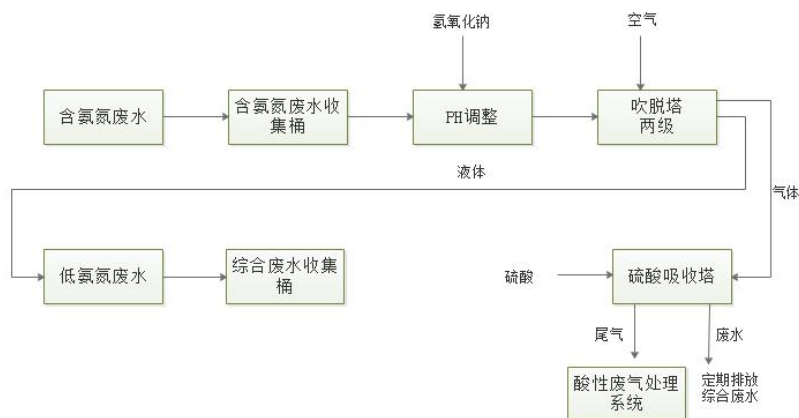 氢氧化钠
空气
含氨氮废水
含氨氮废水收
集桶
PH调整
吹脱塔
两级
液体
气体
低氨氮废水
综合废水收集
桶
硫酸
硫酸吸收塔
尾气
废水
酸性废气处理
系统
定期排放
综合废水